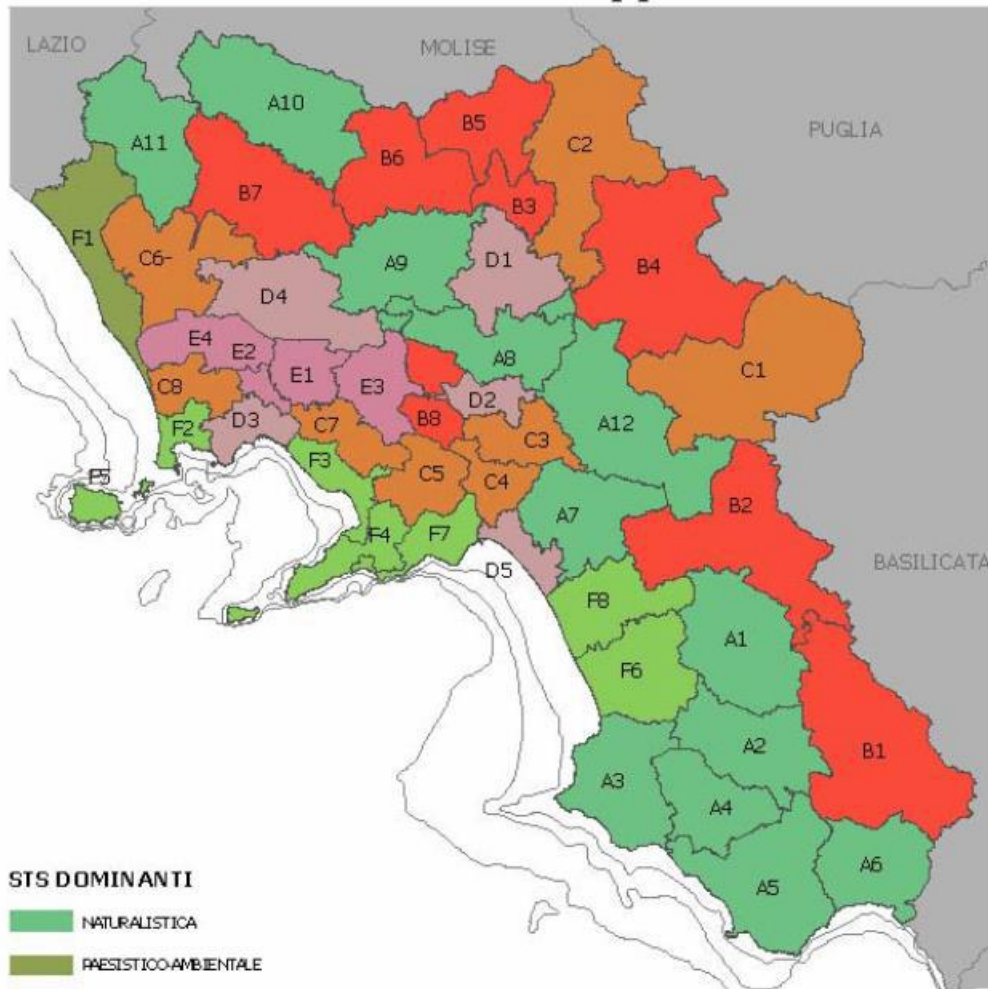 LAZIO
MOLISE
PUGLIA
BASILICATA
A10
A11
B5
C2
B6
B7
B3
F1
C6-
A9
D1
B4
D4
E4
E2
E1
E3
A8
C1
C8
D2
F2
D3
C7
B8
C3
A12
F3
C5
C4
F5
F4
F7
A7
B2
D5
F8
A1
F6
A2
B1
A3
A4
A5
A6
STS DOMINANTI
NATURALISTICA
PAESISTICO-AMBIENTALE